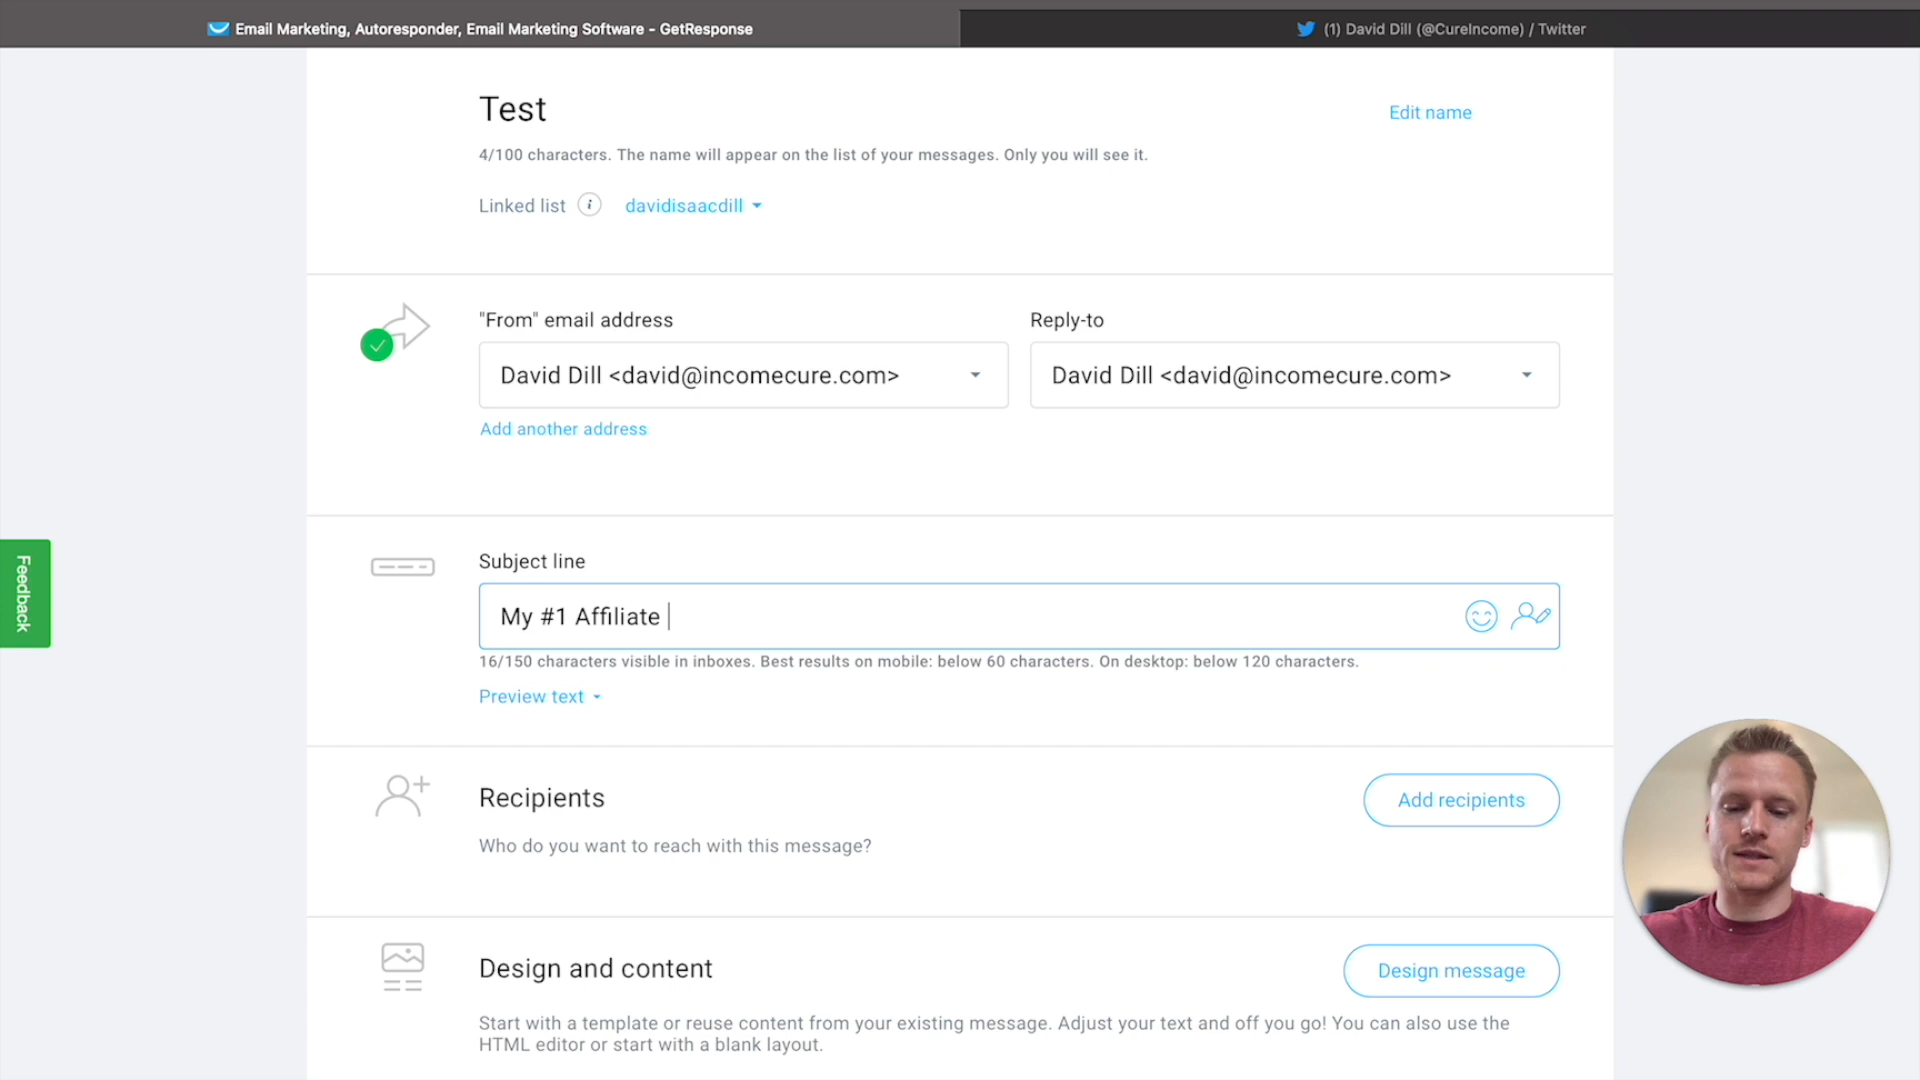 Email Marketing, Autoresponder, Email Marketing Software - GetResponse
(1) David Dill (@CureIncome) / Twitter
Test
Edit name
4/100 characters. The name will appear on the list of your messages. Only you will see it.
Linked list i davidisaacdill
"From" email address
Reply-to
David Dill <david@incomecure.com>
David Dill <david@incomecure.com>
Add another address
Feedback
Subject line
My #1 Affiliate
16/150 characters visible in inboxes. Best results on mobile: below 60 characters. On desktop: below 120 characters.
Preview text
Recipients
Add recipients
Who do you want to reach with this message?
Design and content
Design message
Start with a template or reuse content from your existing message. Adjust your text and off you go! You can also use the
HTML editor or start with a blank layout.